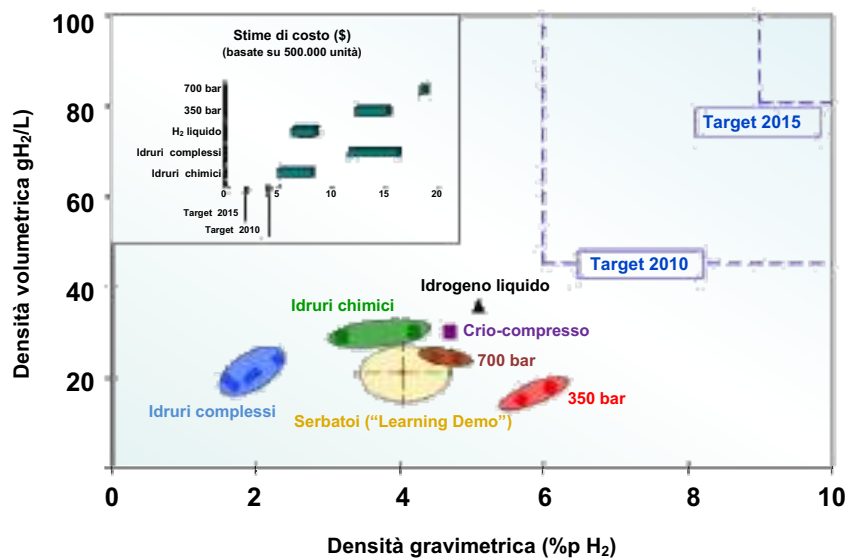 Stime di costo ($)
(basate su 500.000 unità)
700 bar
350 bar
H₂ liquido
Idruri complessi
Idruri chimici
0 5 10 15 20
Target 2015
Target 2010
Densità volumetrica gH₂/L
100
80
60
40
20
Target 2015
Target 2010
Idrogeno liquido
Idruri chimici
Crio-compresso
700 bar
Idruri complessi
350 bar
Serbatoi (“Learning Demo”)
0 2 4 6 8 10
Densità gravimetrica (%p H₂)